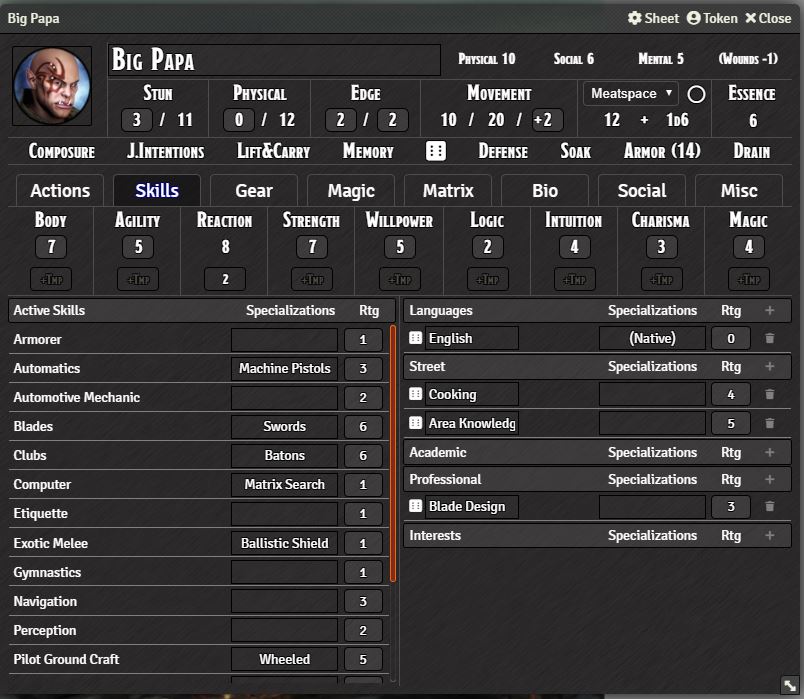 Big Papa Sheet Token Close
Big Papa Physical 10 Social 6 Mental 5 (Wounds -1)
Stun Physical Edge Movement Meatspace Essence
3 / 11 0 / 12 2 / 2 10 / 20 / +2 12 + 1d6 6
Composure J.Intentions Lift&Carry Memory Defense Soak Armor (14) Drain
Actions Skills Gear Magic Matrix Bio Social Misc
Body Agility Reaction Strength Willpower Logic Intuition Charisma Magic
7 5 8 7 5 2 4 3 4
+Tmp +Tmp 2 +Tmp +Tmp +Tmp +Tmp +Tmp +Tmp
Active Skills Specializations Rtg
Armorer 1
Automatics Machine Pistols 3
Automotive Mechanic 2
Blades Swords 6
Clubs Batons 6
Computer Matrix Search 1
Etiquette 1
Exotic Melee Ballistic Shield 1
Gymnastics 1
Navigation 3
Perception 2
Pilot Ground Craft Wheeled 5
Languages Specializations Rtg +
English (Native) 0
Street Specializations Rtg +
Cooking 4
Area Knowledg 5
Academic Specializations Rtg +
Professional Specializations Rtg +
Blade Design 3
Interests Specializations Rtg +